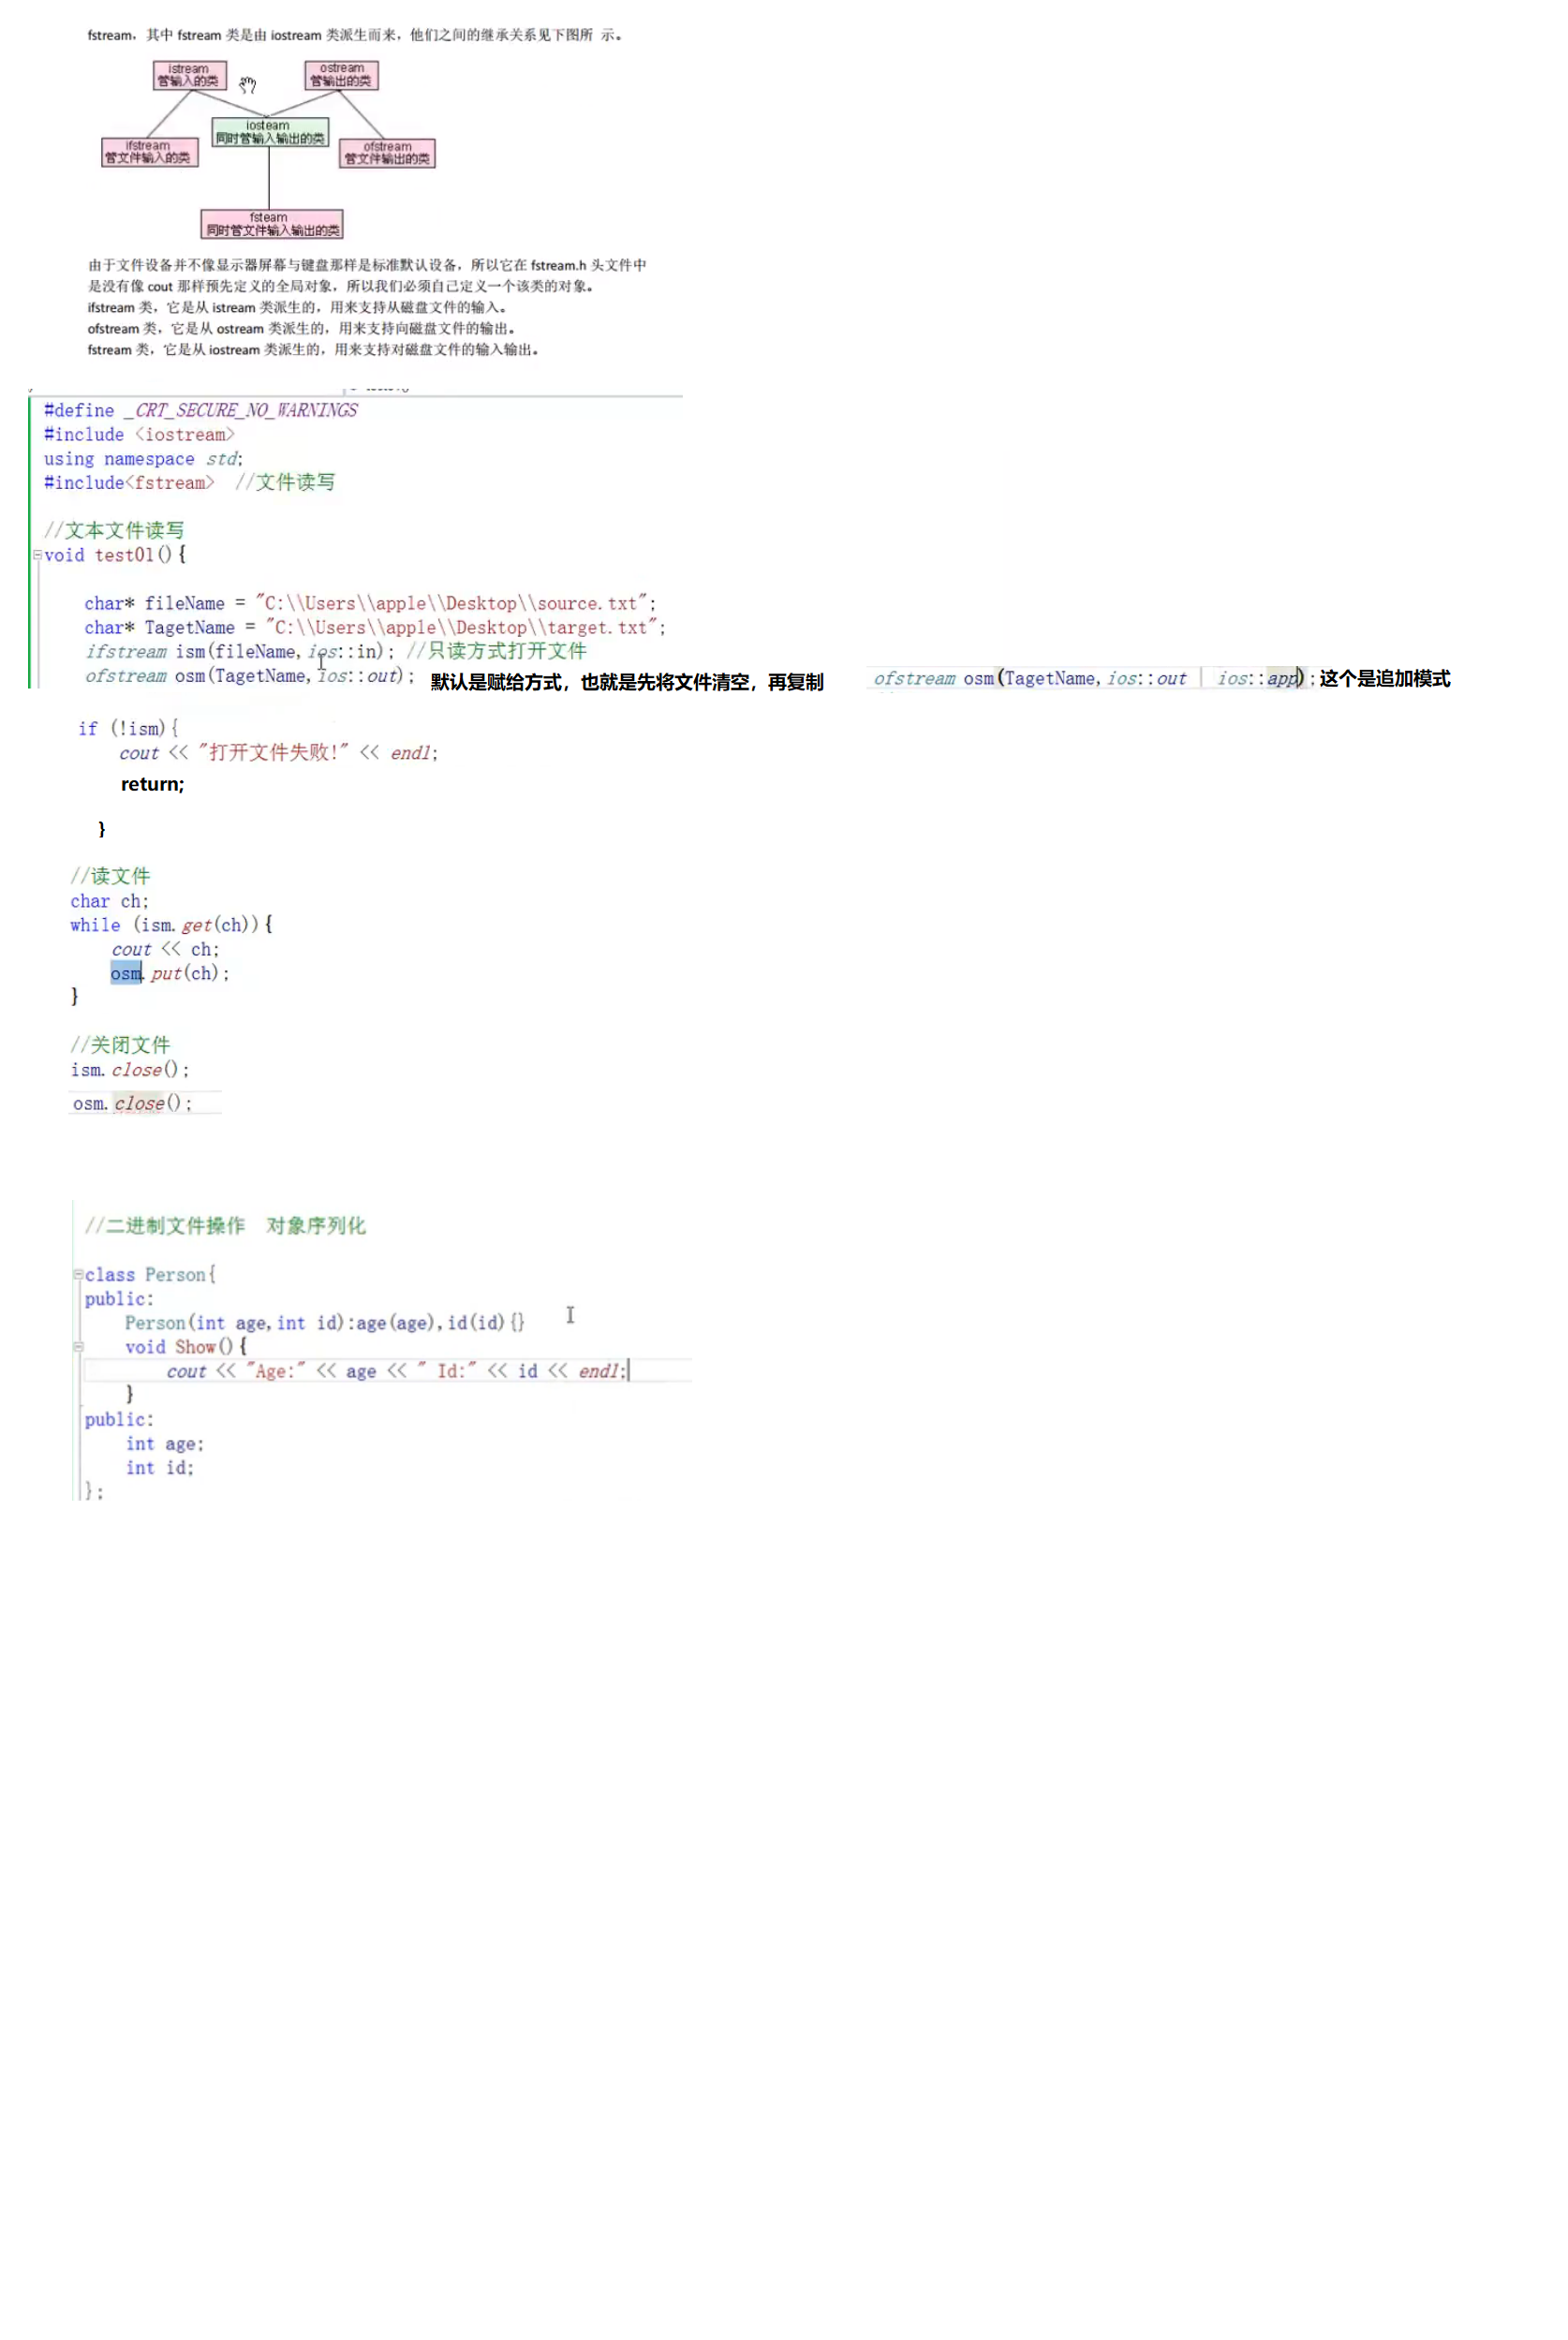 fstream，其中 fstream 类是由 iostream 类派生而来，他们之间的继承关系见下图所 示。
istream
管输入的类
ostream
管输出的类
iosteam
同时管输入输出的类
ifstream
管文件输入的类
ofstream
管文件输出的类
fsteam
同时管文件输入输出的类
由于文件设备并不像显示器屏幕与键盘那样是标准默认设备，所以它在 fstream.h 头文件中
是没有像 cout 那样预先定义的全局对象，所以我们必须自己定义一个该类的对象。
ifstream 类，它是从 istream 类派生的，用来支持从磁盘文件的输入。
ofstream 类，它是从 ostream 类派生的，用来支持向磁盘文件的输出。
fstream 类，它是从 iostream 类派生的，用来支持对磁盘文件的输入输出。
#define _CRT_SECURE_NO_WARNINGS
#include <iostream>
using namespace std;
#include<fstream> //文件读写
//文本文件读写
void test01(){
char* fileName = "C:\\Users\\apple\\Desktop\\source.txt";
char* TagetName = "C:\\Users\\apple\\Desktop\\target.txt";
ifstream ism(fileName,ios::in); //只读方式打开文件
ofstream osm(TagetName,ios::out); 默认是赋给方式，也就是先将文件清空，再复制
ofstream osm(TagetName,ios::out | ios::app); 这个是追加模式
if (!ism){
cout << "打开文件失败!" << endl;
return;
}
//读文件
char ch;
while (ism.get(ch)){
cout << ch;
osm.put(ch);
}
//关闭文件
ism.close();
osm.close();
//二进制文件操作 对象序列化
class Person{
public:
Person(int age,int id):age(age),id(id){}
void Show(){
cout << "Age:" << age << " Id:" << id << endl;
}
public:
int age;
int id;
};